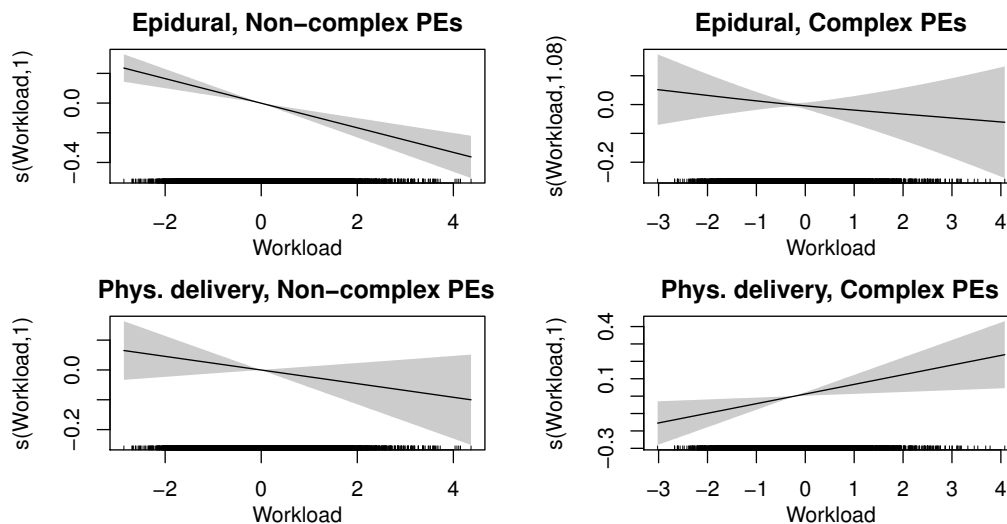 Epidural, Non−complex PEs
s(Workload,1)
0.0
−0.4
−2 0 2 4
Workload
Epidural, Complex PEs
s(Workload,1.08)
0.0
−0.2
−3 −2 −1 0 1 2 3 4
Workload
Phys. delivery, Non−complex PEs
s(Workload,1)
0.0
−0.2
−2 0 2 4
Workload
Phys. delivery, Complex PEs
s(Workload,1)
0.4
0.1
−0.3
−3 −2 −1 0 1 2 3 4
Workload